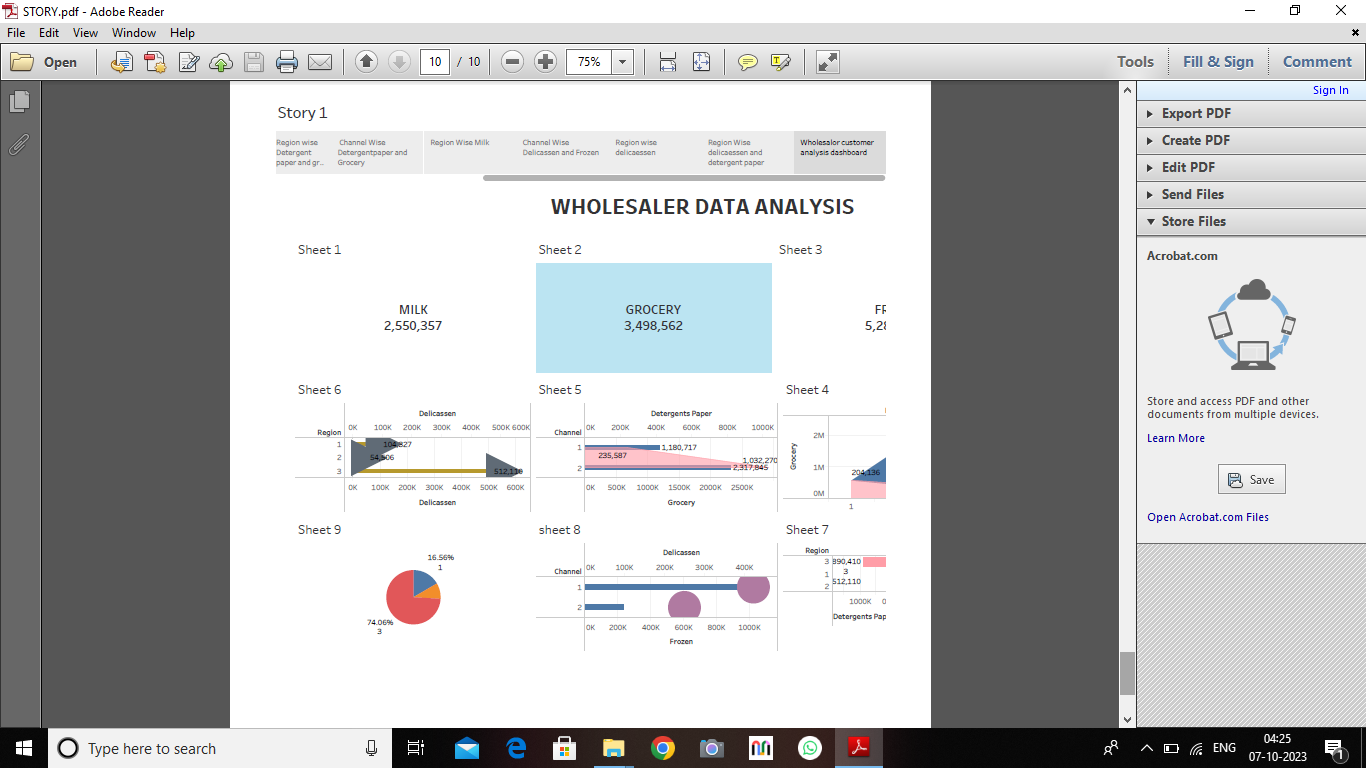 STORY.pdf - Adobe Reader
File Edit View Window Help
Open
10 / 10
75%
Tools
Fill & Sign
Comment
Sign In
Export PDF
Create PDF
Edit PDF
Send Files
Store Files
Acrobat.com
Store and access PDF and other
documents from multiple devices.
Learn More
Save
Open Acrobat.com Files
Story 1
Region wise
Detergent
paper and gr...
Channel Wise
Detergentpaper and
Grocery
Region Wise Milk
Channel Wise
Delicassen and Frozen
Region wise
delicaessen
Region Wise
delicaessen and
detergent paper
Wholesalor customer
analysis dashboard
WHOLESALER DATA ANALYSIS
Sheet 1
MILK
2,550,357
Sheet 2
GROCERY
3,498,562
Sheet 3
FR
5,28
Sheet 6
Delicassen
0K 100K 200K 300K 400K 500K 600K
Region
1
104,327
2
54,506
3
512,110
0K 100K 200K 300K 400K 500K 600K
Delicassen
Sheet 5
Detergents Paper
0K 200K 400K 600K 800K 1000K
Channel
1
1,180,717
235,587
1,032,270
2
2,317,845
0K 500K 1000K 1500K 2000K 2500K
Grocery
Sheet 4
Grocery
2M
1M
204,136
0M
1
Sheet 9
16.56%
1
74.06%
3
sheet 8
Delicassen
0K 100K 200K 300K 400K
Channel
1
2
0K 200K 400K 600K 800K 1000K
Frozen
Sheet 7
Region
3 890,410
3
1
2 512,110
1000K 0
Detergents Pap
Type here to search
ENG
04:25
07-10-2023
1